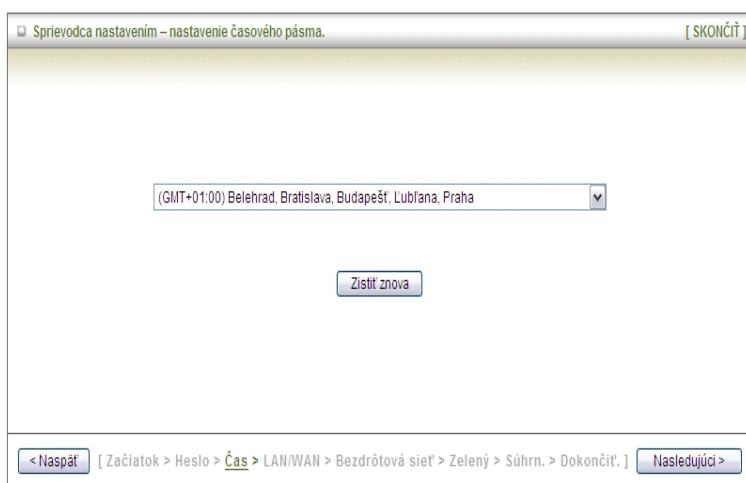 Sprievodca nastavením – nastavenie časového pásma. [ SKONČIŤ ]
(GMT+01:00) Belehrad, Bratislava, Budapešť, Ľubľana, Praha
Zistiť znova
< Naspäť [ Začiatok > Heslo > Čas > LAN/WAN > Bezdrôtová sieť > Zelený > Súhrn. > Dokončiť. ] Nasledujúci >